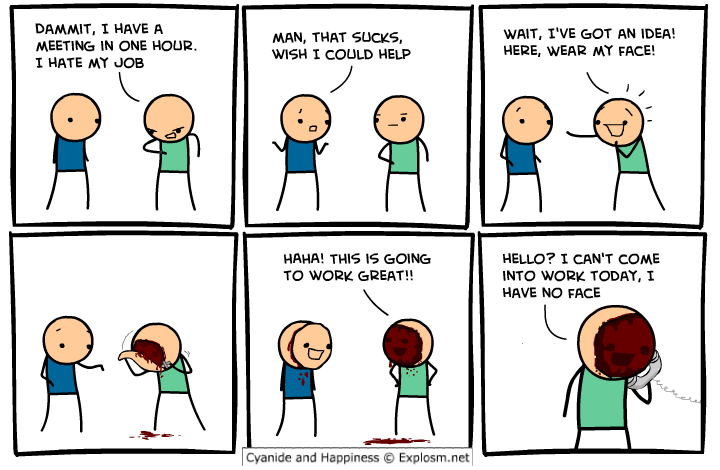 DAMMIT, I HAVE A
MEETING IN ONE HOUR.
I HATE MY JOB
MAN, THAT SUCKS,
WISH I COULD HELP
WAIT, I'VE GOT AN IDEA!
HERE, WEAR MY FACE!
HAHA! THIS IS GOING
TO WORK GREAT!!
HELLO? I CAN'T COME
INTO WORK TODAY, I
HAVE NO FACE
Cyanide and Happiness © Explosm.net